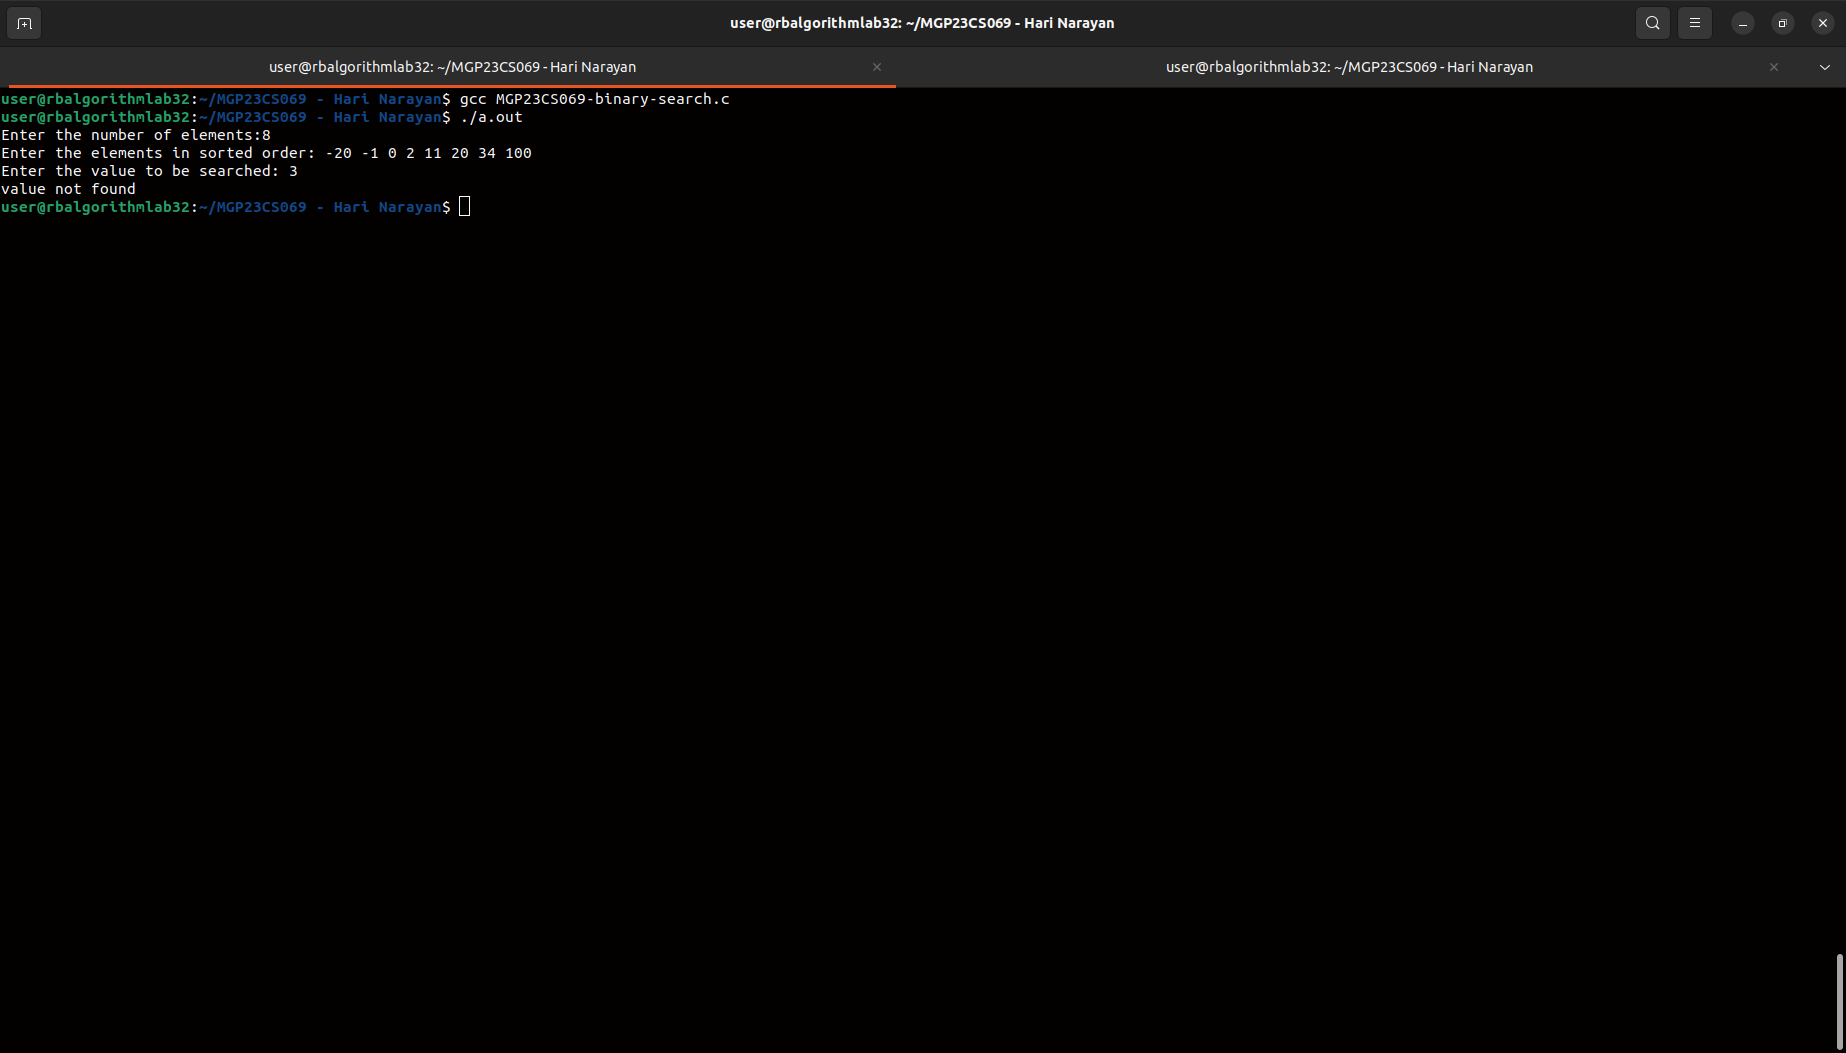 user@rbalgorithmlab32: ~/MGP23CS069 - Hari Narayan
user@rbalgorithmlab32: ~/MGP23CS069 - Hari Narayan
user@rbalgorithmlab32: ~/MGP23CS069 - Hari Narayan
user@rbalgorithmlab32:~/MGP23CS069 - Hari Narayan$ gcc MGP23CS069-binary-search.c
user@rbalgorithmlab32:~/MGP23CS069 - Hari Narayan$ ./a.out
Enter the number of elements:8
Enter the elements in sorted order: -20 -1 0 2 11 20 34 100
Enter the value to be searched: 3
value not found
user@rbalgorithmlab32:~/MGP23CS069 - Hari Narayan$